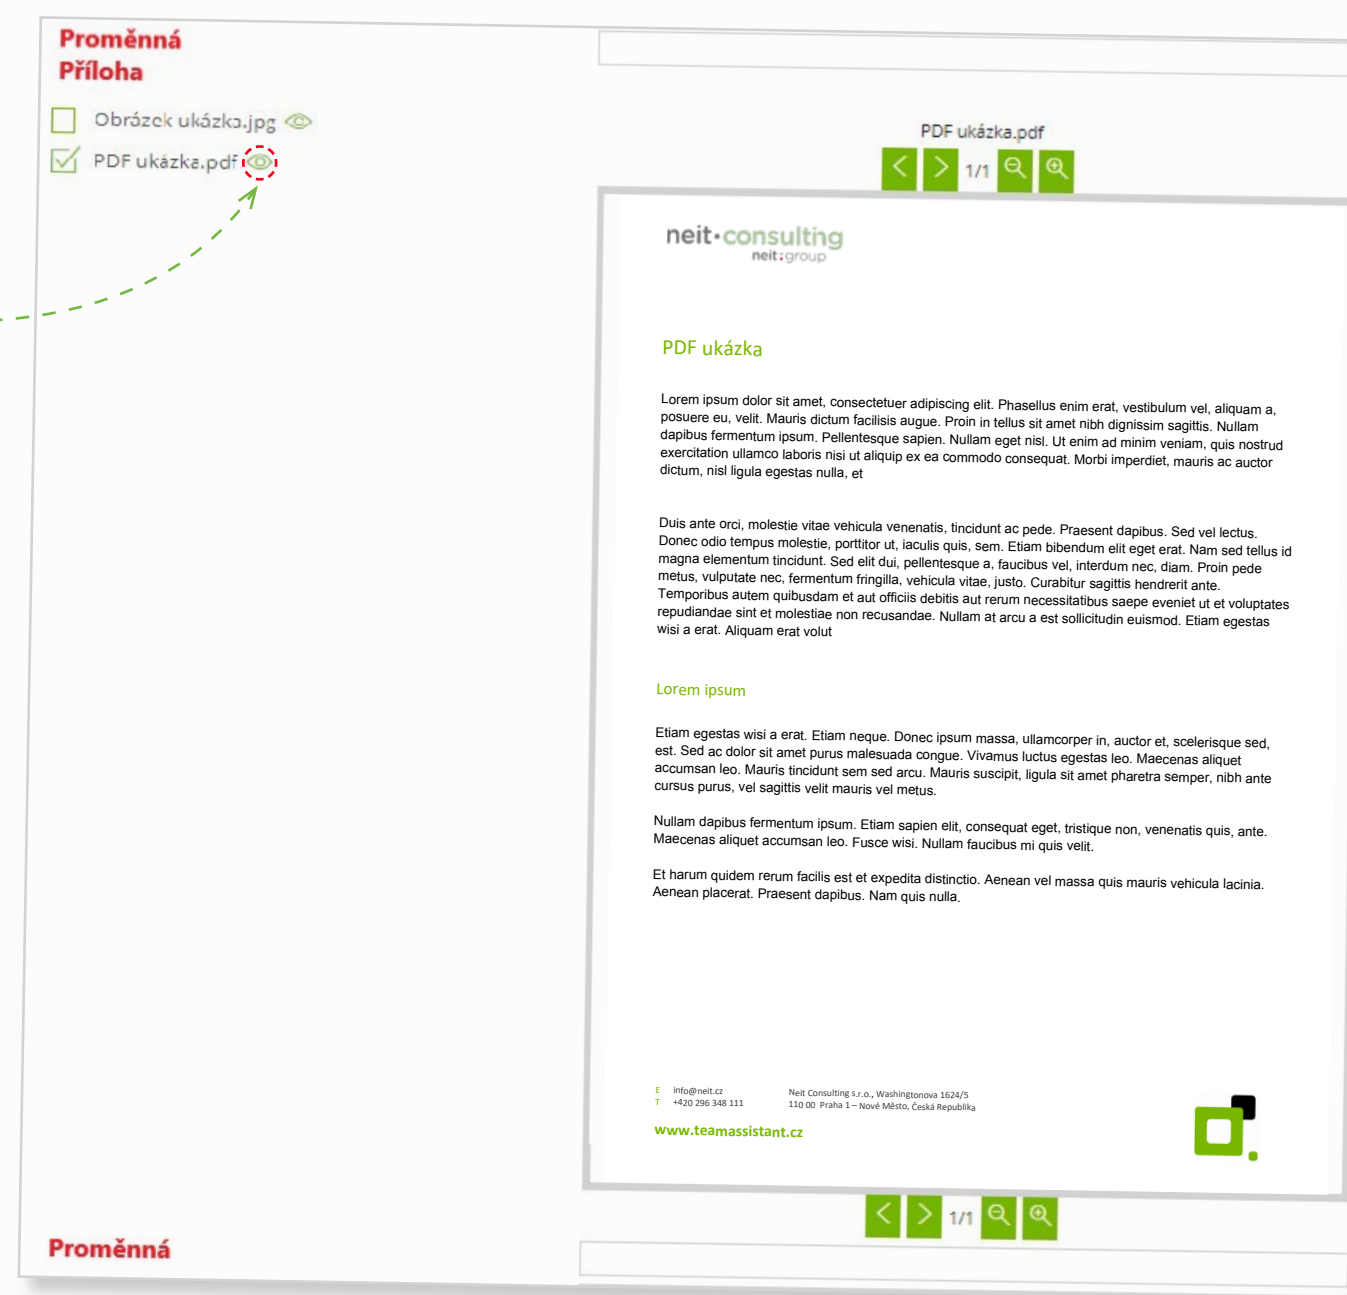 Proměnná
Příloha
Obrázek ukázka.jpg
PDF ukázka.pdf
PDF ukázka.pdf
1/1
neit•consulting
neit:group
PDF ukázka
Lorem ipsum dolor sit amet, consectetuer adipiscing elit. Phasellus enim erat, vestibulum vel, aliquam a,
posuere eu, velit. Mauris dictum facilisis augue. Proin in tellus sit amet nibh dignissim sagittis. Nullam
dapibus fermentum ipsum. Pellentesque sapien. Nullam eget nisl. Ut enim ad minim veniam, quis nostrud
exercitation ullamco laboris nisi ut aliquip ex ea commodo consequat. Morbi imperdiet, mauris ac auctor
dictum, nisl ligula egestas nulla, et
Duis ante orci, molestie vitae vehicula venenatis, tincidunt ac pede. Praesent dapibus. Sed vel lectus.
Donec odio tempus molestie, porttitor ut, iaculis quis, sem. Etiam bibendum elit eget erat. Nam sed tellus id
magna elementum tincidunt. Sed elit dui, pellentesque a, faucibus vel, interdum nec, diam. Proin pede
metus, vulputate nec, fermentum fringilla, vehicula vitae, justo. Curabitur sagittis hendrerit ante.
Temporibus autem quibusdam et aut officiis debitis aut rerum necessitatibus saepe eveniet ut et voluptates
repudiandae sint et molestiae non recusandae. Nullam at arcu a est sollicitudin euismod. Etiam egestas
wisi a erat. Aliquam erat volut
Lorem ipsum
Etiam egestas wisi a erat. Etiam neque. Donec ipsum massa, ullamcorper in, auctor et, scelerisque sed,
est. Sed ac dolor sit amet purus malesuada congue. Vivamus luctus egestas leo. Maecenas aliquet
accumsan leo. Mauris tincidunt sem sed arcu. Mauris suscipit, ligula sit amet pharetra semper, nibh ante
cursus purus, vel sagittis velit mauris vel metus.
Nullam dapibus fermentum ipsum. Etiam sapien elit, consequat eget, tristique non, venenatis quis, ante.
Maecenas aliquet accumsan leo. Fusce wisi. Nullam faucibus mi quis velit.
Et harum quidem rerum facilis est et expedita distinctio. Aenean vel massa quis mauris vehicula lacinia.
Aenean placerat. Praesent dapibus. Nam quis nulla.
E info@neit.cz Neit Consulting s.r.o., Washingtonova 1624/5
T +420 296 348 111 110 00 Praha 1 – Nové Město, Česká Republika
www.teamassistant.cz
1/1
Proměnná